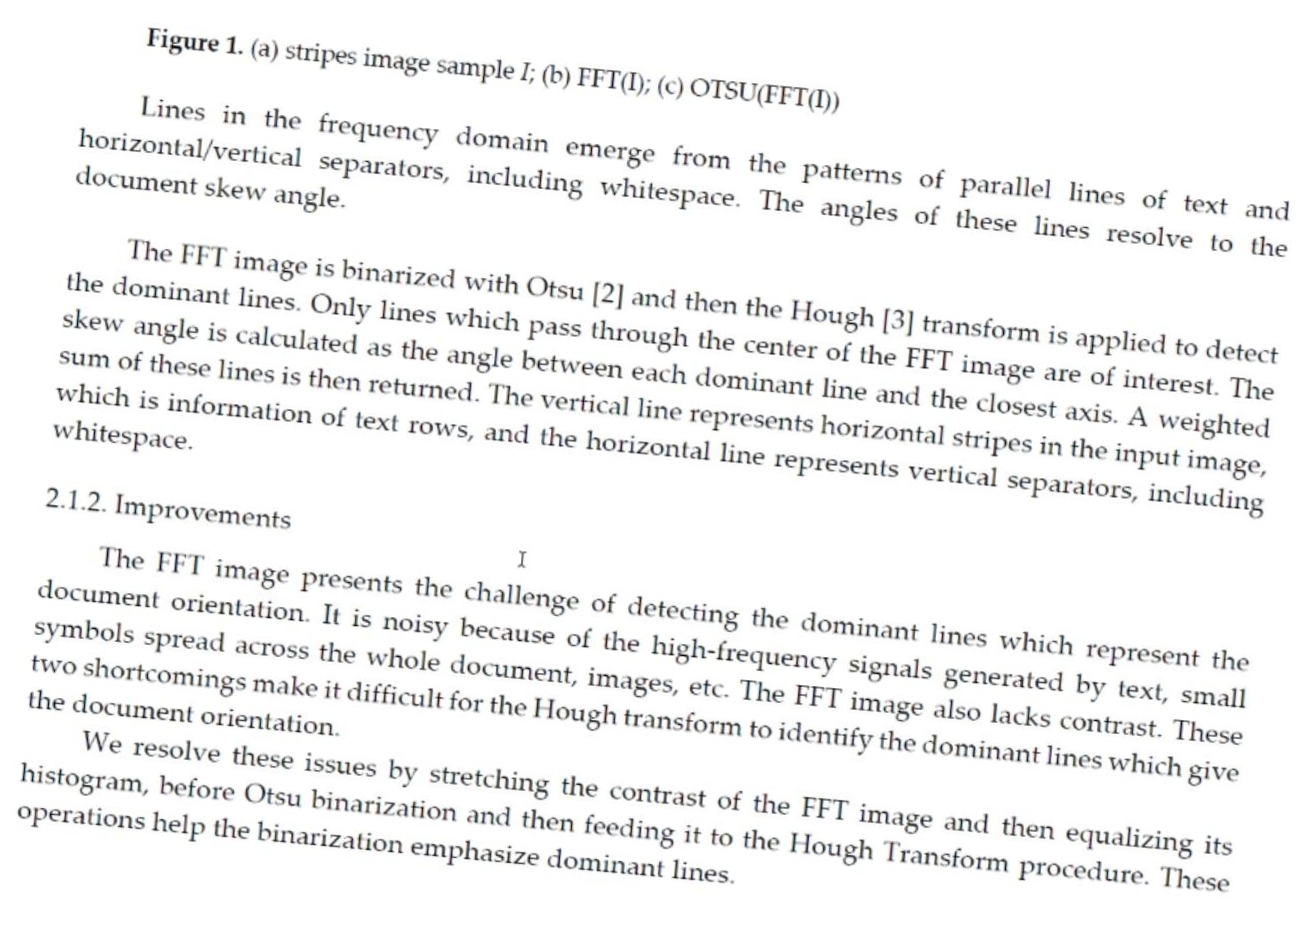 Figure 1. (a) stripes image sample I; (b) FFT(I); (c) OTSU(FFT(I))
Lines in the frequency domain emerge from the patterns of parallel lines of text and
horizontal/vertical separators, including whitespace. The angles of these lines resolve to the
document skew angle.
The FFT image is binarized with Otsu [2] and then the Hough [3] transform is applied to detect
the dominant lines. Only lines which pass through the center of the FFT image are of interest. The
skew angle is calculated as the angle between each dominant line and the closest axis. A weighted
sum of these lines is then returned. The vertical line represents horizontal stripes in the input image,
which is information of text rows, and the horizontal line represents vertical separators, including
whitespace.
2.1.2. Improvements
The FFT image presents the challenge of detecting the dominant lines which represent the
document orientation. It is noisy because of the high-frequency signals generated by text, small
symbols spread across the whole document, images, etc. The FFT image also lacks contrast. These
two shortcomings make it difficult for the Hough transform to identify the dominant lines which give
the document orientation.
We resolve these issues by stretching the contrast of the FFT image and then equalizing its
histogram, before Otsu binarization and then feeding it to the Hough Transform procedure. These
operations help the binarization emphasize dominant lines.